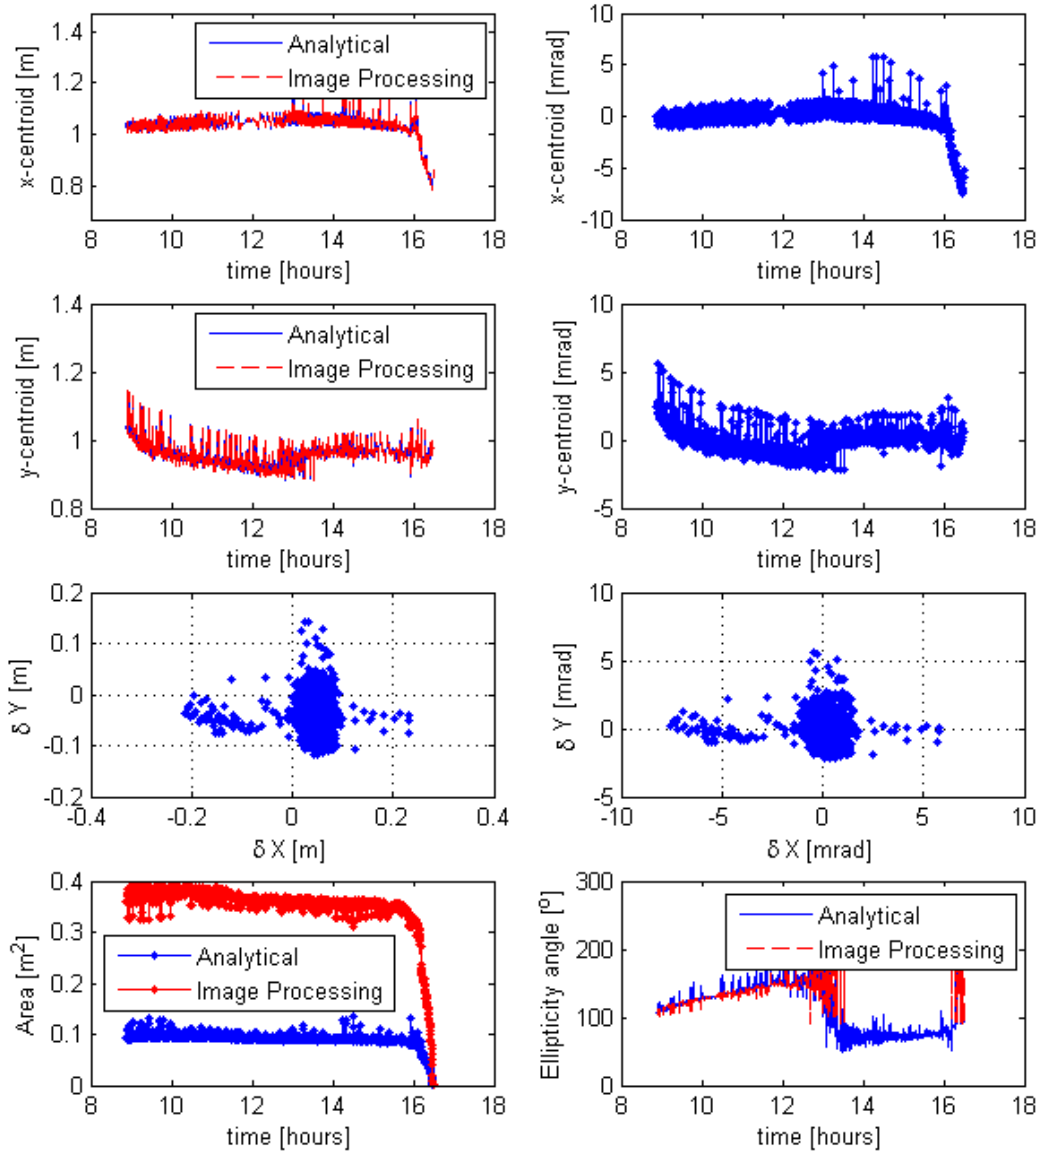 1.4
1.2
1
0.8
x-centroid [m]
Analytical
Image Processing
8 10 12 14 16 18
time [hours]
10
5
0
-5
-10
x-centroid [mrad]
8 10 12 14 16 18
time [hours]
1.4
1.2
1
0.8
y-centroid [m]
Analytical
Image Processing
8 10 12 14 16 18
time [hours]
10
5
0
-5
y-centroid [mrad]
8 10 12 14 16 18
time [hours]
0.2
0.1
0
-0.1
-0.2
δ Y [m]
-0.4 -0.2 0 0.2 0.4
δ X [m]
10
5
0
-5
δ Y [mrad]
-10 -5 0 5 10
δ X [mrad]
0.4
0.3
0.2
0.1
0
Area [m²]
Analytical
Image Processing
8 10 12 14 16 18
time [hours]
300
200
100
0
Ellipticity angle [º]
Analytical
Image Processing
8 10 12 14 16 18
time [hours]